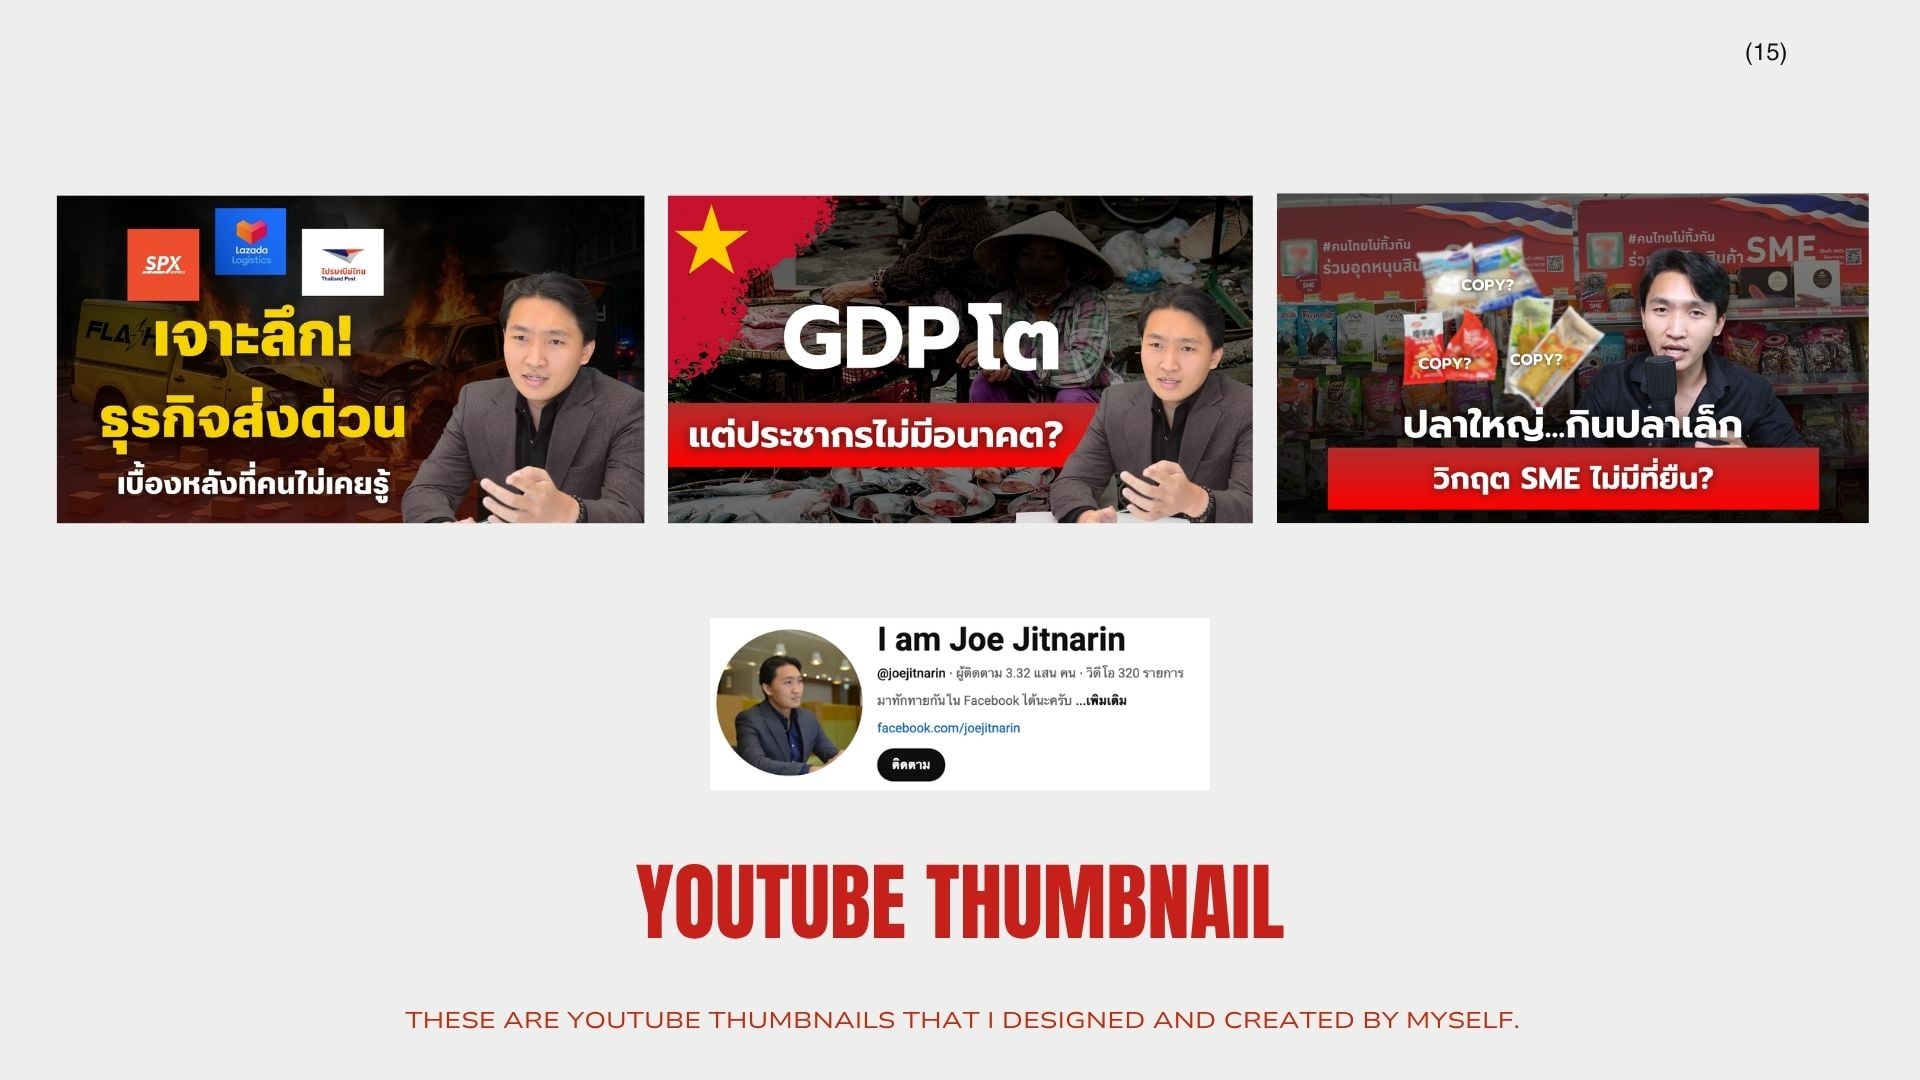 (15)
SPX
EXPRESS
Lazada
Logistics
ไปรษณีย์ไทย
Thailand Post
FLASH
เจาะลึก!
ธุรกิจส่งด่วน
เบื้องหลังที่คนไม่เคยรู้
GDP โต
แต่ประชากรไม่มีอนาคต?
#คนไทยไม่ทิ้งกัน
ร่วมอุดหนุนสิน
#คนไทยไม่ทิ้งกัน
SME
COPY?
COPY?
COPY?
ปลาใหญ่...กินปลาเล็ก
วิกฤต SME ไม่มีที่ยืน?
I am Joe Jitnarin
@joejitnarin · ผู้ติดตาม 3.32 แสน คน · วิดีโอ 320 รายการ
มาทักทายกันใน Facebook ได้นะครับ ...เพิ่มเติม
facebook.com/joejitnarin
ติดตาม
YOUTUBE THUMBNAIL
THESE ARE YOUTUBE THUMBNAILS THAT I DESIGNED AND CREATED BY MYSELF.